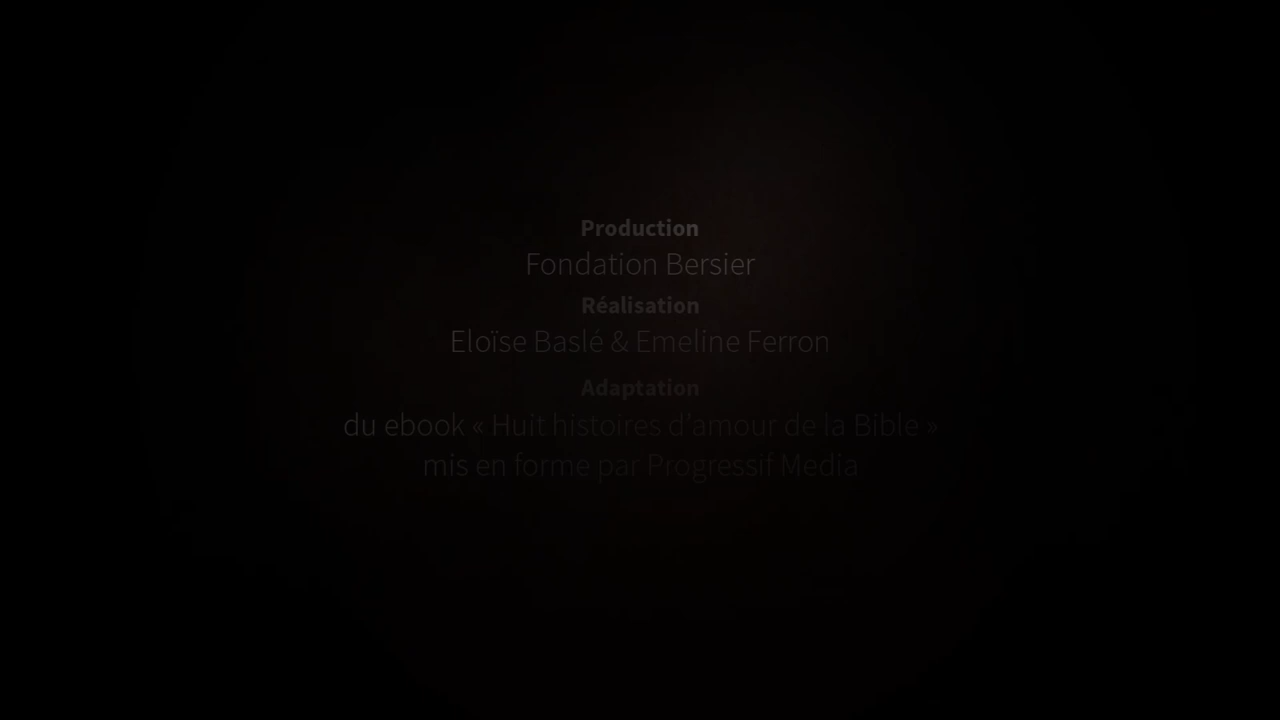 Production
Fondation Bersier
Réalisation
Eloïse Baslé & Emeline Ferron
Adaptation
du ebook « Huit histoires d'amour de la Bible »
mis en forme par Progressif Media